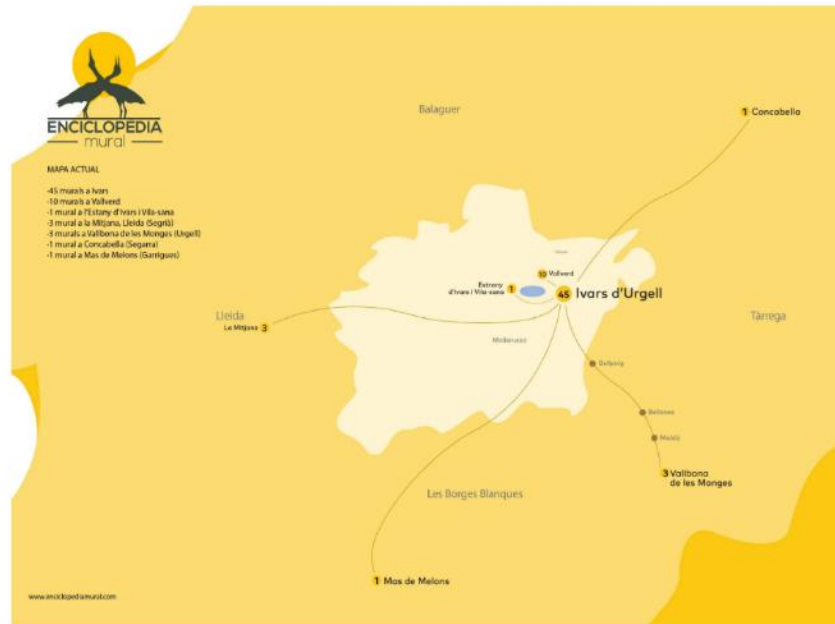 ENCICLOPEDIA
mural
MAPA ACTUAL
-45 murals a Ivars
-10 murals a Vallverd
-1 mural a l'Estany d'Ivars i Vila-sana
-3 mural a la Mitjana, Lleida (Segrià)
-3 murals a Vallbona de les Monges (Urgell)
-1 mural a Concabella (Segarra)
-1 mural a Mas de Melons (Garrigues)
Balaguer
1 Concabella
10 Vallverd
Estany
d'Ivars i Vila-sana
1
45 Ivars d'Urgell
Lleida
La Mitjana 3
Tàrrega
Mollerussa
Bellpuig
Belianes
Maldà
3 Vallbona
de les Monges
Les Borges Blanques
1 Mas de Melons
www.enciclopediamural.com